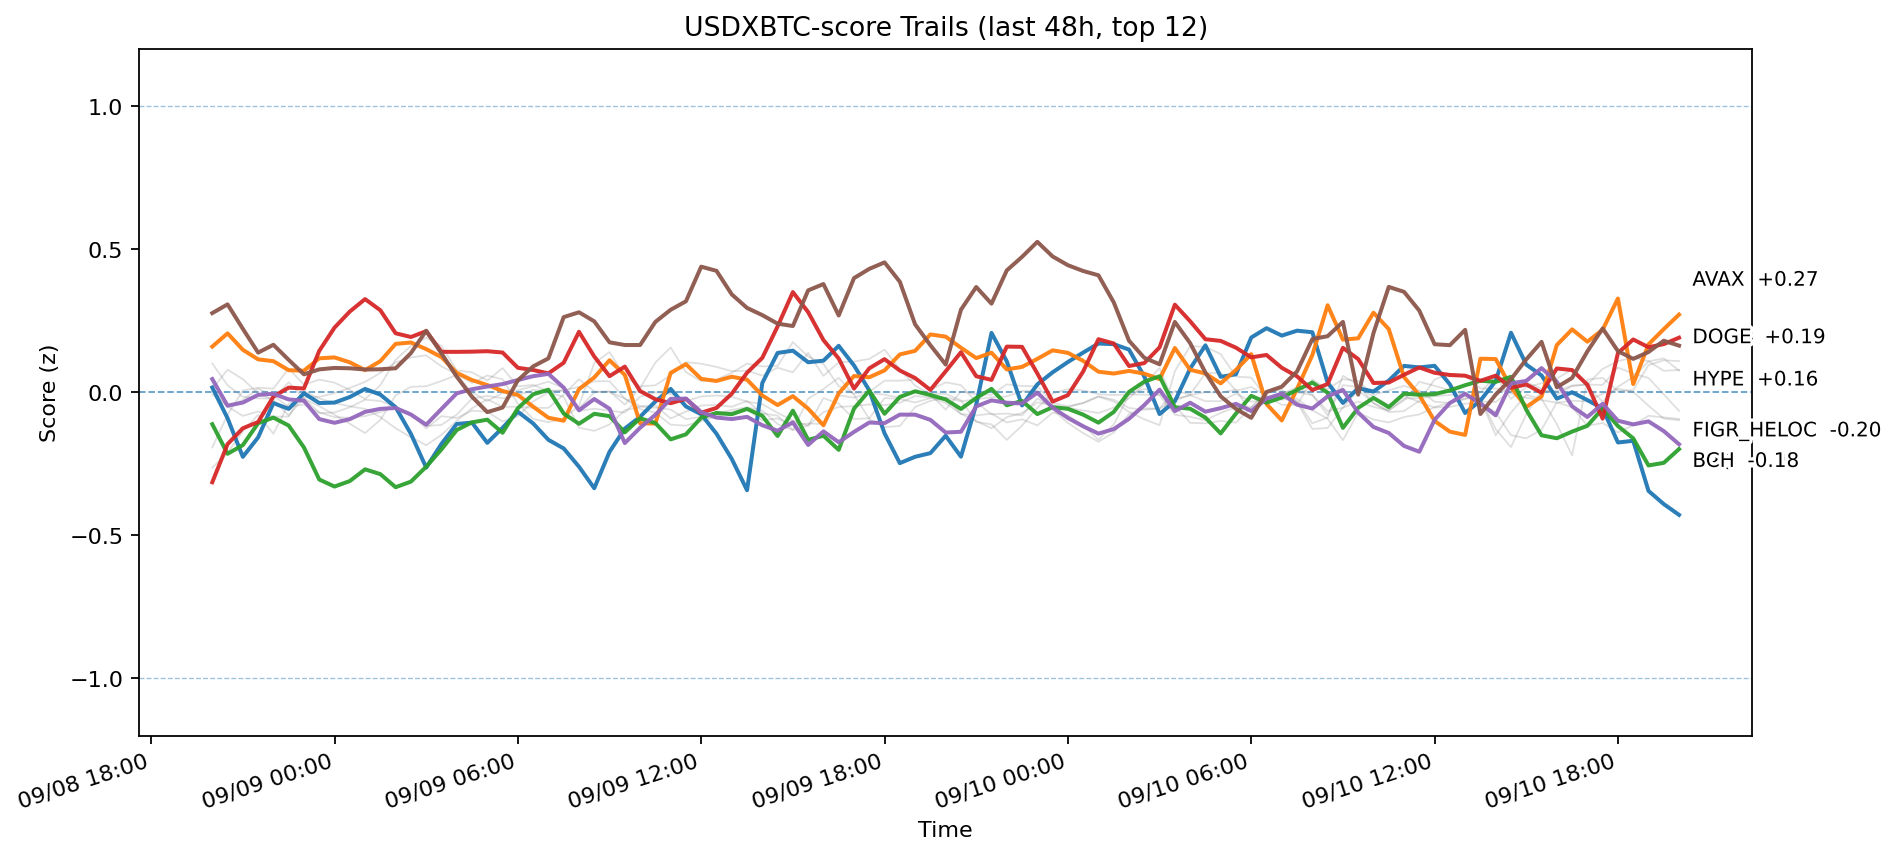 USDXBTC-score Trails (last 48h, top 12)
Score (z)
1.0
0.5
0.0
−0.5
−1.0
AVAX +0.27
DOGE +0.19
HYPE +0.16
FIGR_HELOC -0.20
BCH -0.18
09/08 18:00
09/09 00:00
09/09 06:00
09/09 12:00
09/09 18:00
09/10 00:00
09/10 06:00
09/10 12:00
09/10 18:00
Time